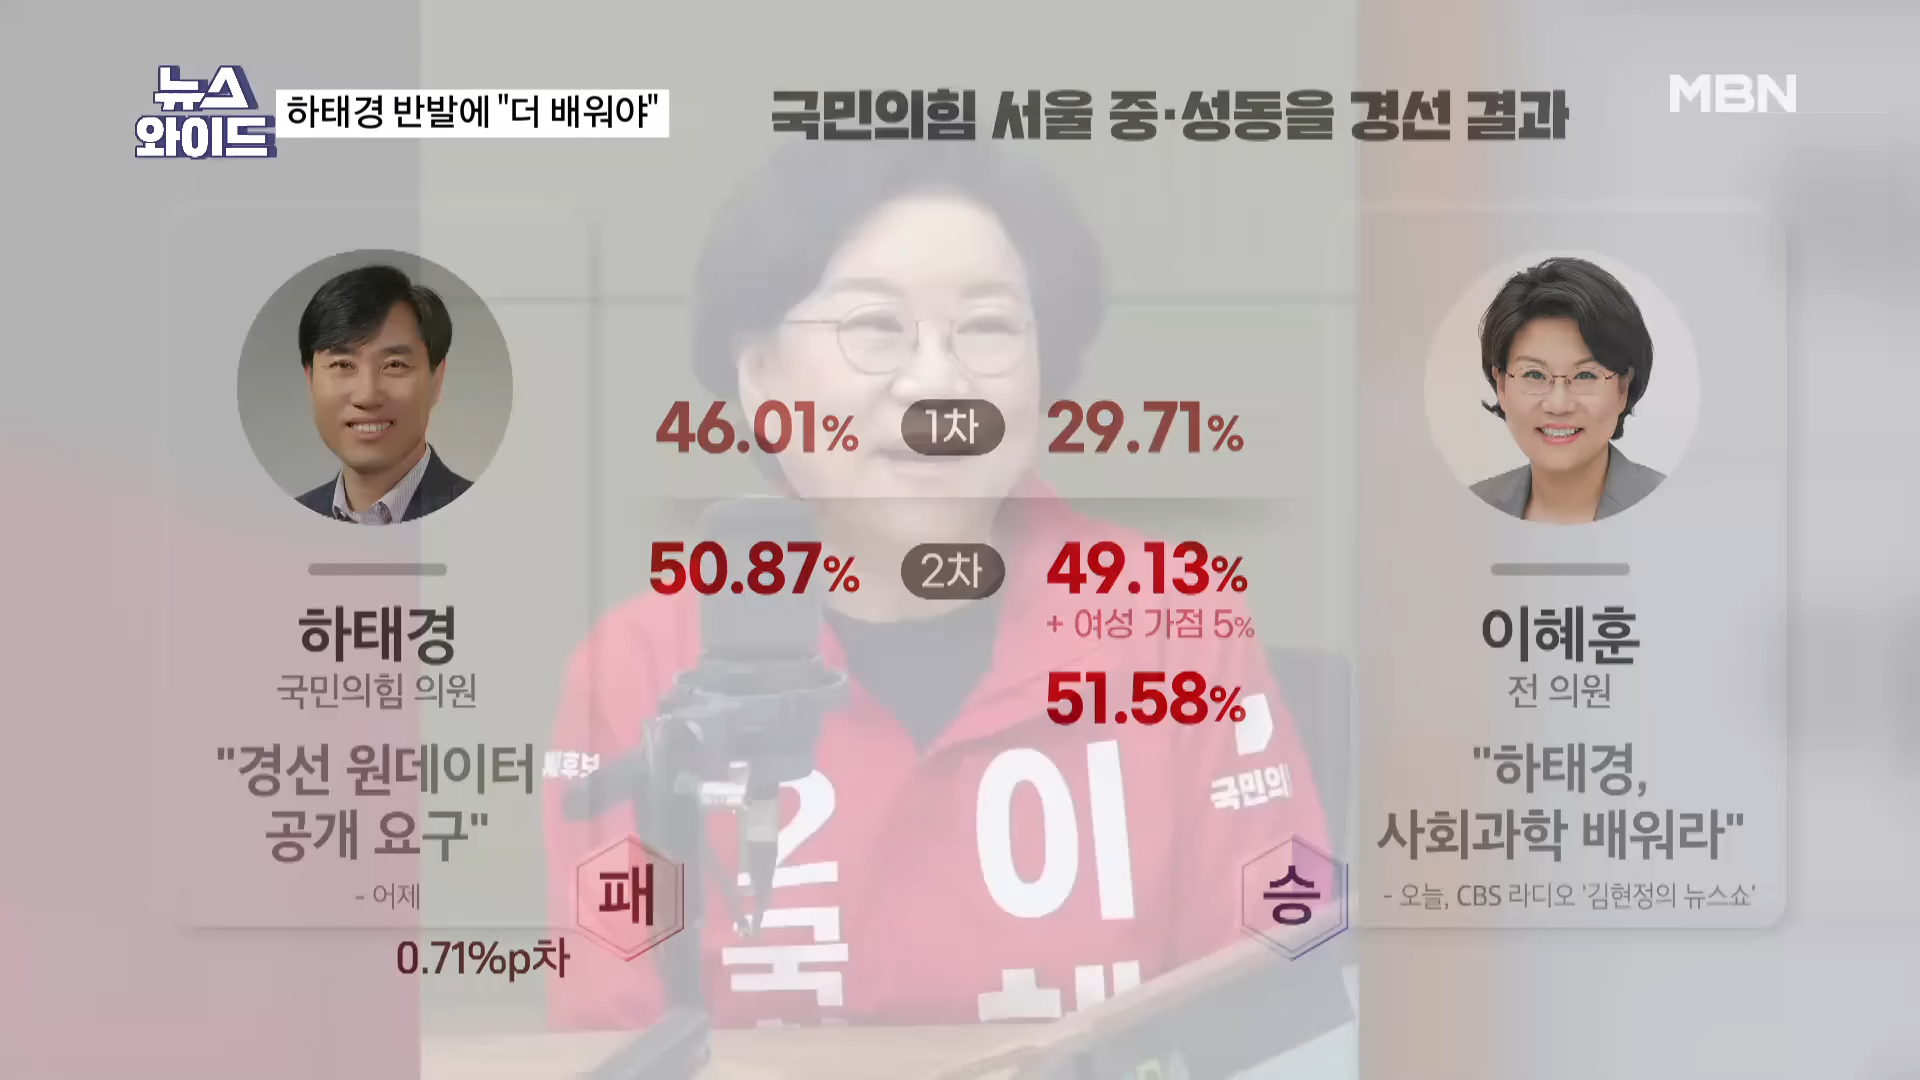 뉴스
와이드
하태경 반발에 "더 배워야"
국민의힘 서울 중·성동을 경선 결과
MBN
46.01% 1차 29.71%
50.87% 2차 49.13%
+ 여성 가점 5%
51.58%
하태경
국민의힘 의원
"경선 원데이터
공개 요구"
- 어제
패
0.71%p차
이혜훈
전 의원
"하태경,
사회과학 배워라"
- 오늘, CBS 라디오 '김현정의 뉴스쇼'
승
국민의
이